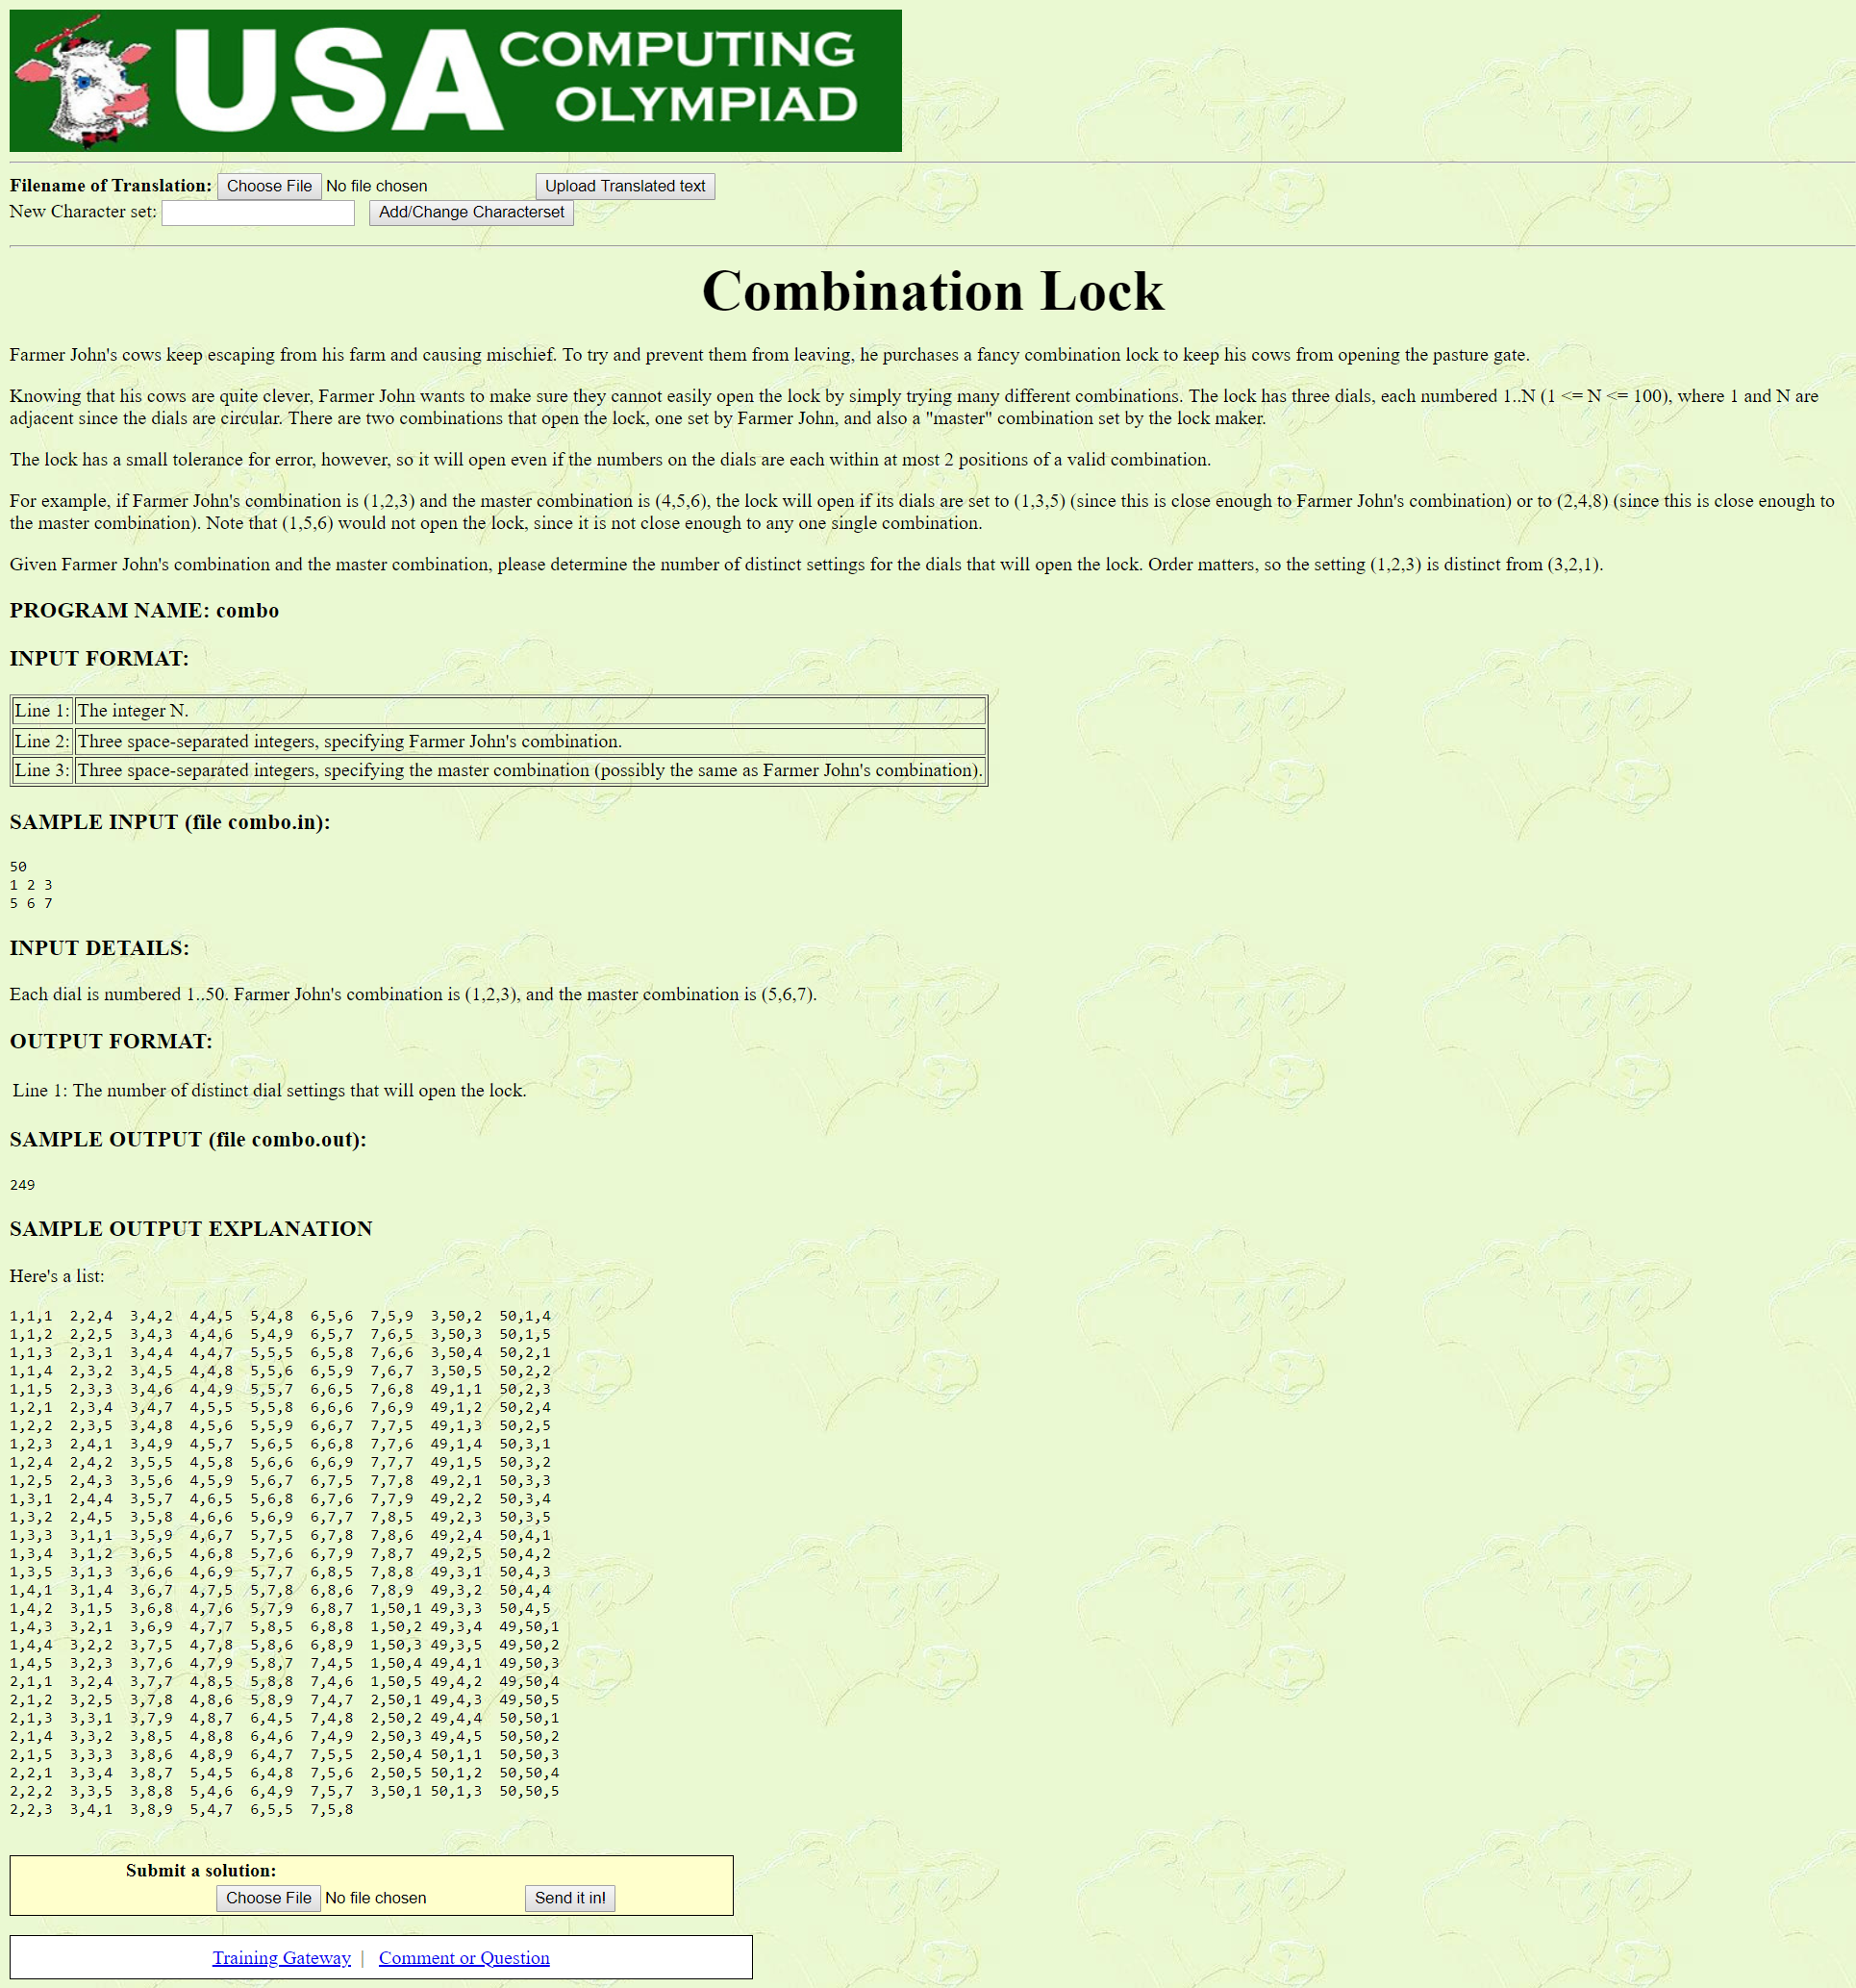 USA COMPUTING
OLYMPIAD
Filename of Translation: Choose File No file chosen Upload Translated text
New Character set: Add/Change Characterset
Combination Lock
Farmer John's cows keep escaping from his farm and causing mischief. To try and prevent them from leaving, he purchases a fancy combination lock to keep his cows from opening the pasture gate.
Knowing that his cows are quite clever, Farmer John wants to make sure they cannot easily open the lock by simply trying many different combinations. The lock has three dials, each numbered 1..N (1 <= N <= 100), where 1 and N are
adjacent since the dials are circular. There are two combinations that open the lock, one set by Farmer John, and also a "master" combination set by the lock maker.
The lock has a small tolerance for error, however, so it will open even if the numbers on the dials are each within at most 2 positions of a valid combination.
For example, if Farmer John's combination is (1,2,3) and the master combination is (4,5,6), the lock will open if its dials are set to (1,3,5) (since this is close enough to Farmer John's combination) or to (2,4,8) (since this is close enough to
the master combination). Note that (1,5,6) would not open the lock, since it is not close enough to any one single combination.
Given Farmer John's combination and the master combination, please determine the number of distinct settings for the dials that will open the lock. Order matters, so the setting (1,2,3) is distinct from (3,2,1).
PROGRAM NAME: combo
INPUT FORMAT:
Line 1: The integer N.
Line 2: Three space-separated integers, specifying Farmer John's combination.
Line 3: Three space-separated integers, specifying the master combination (possibly the same as Farmer John's combination).
SAMPLE INPUT (file combo.in):
50
1 2 3
5 6 7
INPUT DETAILS:
Each dial is numbered 1..50. Farmer John's combination is (1,2,3), and the master combination is (5,6,7).
OUTPUT FORMAT:
Line 1: The number of distinct dial settings that will open the lock.
SAMPLE OUTPUT (file combo.out):
249
SAMPLE OUTPUT EXPLANATION
Here's a list:
1,1,1 2,2,4 3,4,2 4,4,5 5,4,8 6,5,6 7,5,9 3,50,2 50,1,4
1,1,2 2,2,5 3,4,3 4,4,6 5,4,9 6,5,7 7,6,5 3,50,3 50,1,5
1,1,3 2,3,1 3,4,4 4,4,7 5,5,5 6,5,8 7,6,6 3,50,4 50,2,1
1,1,4 2,3,2 3,4,5 4,4,8 5,5,6 6,5,9 7,6,7 3,50,5 50,2,2
1,1,5 2,3,3 3,4,6 4,4,9 5,5,7 6,6,5 7,6,8 49,1,1 50,2,3
1,2,1 2,3,4 3,4,7 4,5,5 5,5,8 6,6,6 7,6,9 49,1,2 50,2,4
1,2,2 2,3,5 3,4,8 4,5,6 5,5,9 6,6,7 7,7,5 49,1,3 50,2,5
1,2,3 2,4,1 3,4,9 4,5,7 5,6,5 6,6,8 7,7,6 49,1,4 50,3,1
1,2,4 2,4,2 3,5,5 4,5,8 5,6,6 6,6,9 7,7,7 49,1,5 50,3,2
1,2,5 2,4,3 3,5,6 4,5,9 5,6,7 6,7,5 7,7,8 49,2,1 50,3,3
1,3,1 2,4,4 3,5,7 4,6,5 5,6,8 6,7,6 7,7,9 49,2,2 50,3,4
1,3,2 2,4,5 3,5,8 4,6,6 5,6,9 6,7,7 7,8,5 49,2,3 50,3,5
1,3,3 3,1,1 3,5,9 4,6,7 5,7,5 6,7,8 7,8,6 49,2,4 50,4,1
1,3,4 3,1,2 3,6,5 4,6,8 5,7,6 6,7,9 7,8,7 49,2,5 50,4,2
1,3,5 3,1,3 3,6,6 4,6,9 5,7,7 6,8,5 7,8,8 49,3,1 50,4,3
1,4,1 3,1,4 3,6,7 4,7,5 5,7,8 6,8,6 7,8,9 49,3,2 50,4,4
1,4,2 3,1,5 3,6,8 4,7,6 5,7,9 6,8,7 1,50,1 49,3,3 50,4,5
1,4,3 3,2,1 3,6,9 4,7,7 5,8,5 6,8,8 1,50,2 49,3,4 49,50,1
1,4,4 3,2,2 3,7,5 4,7,8 5,8,6 6,8,9 1,50,3 49,3,5 49,50,2
1,4,5 3,2,3 3,7,6 4,7,9 5,8,7 7,4,5 1,50,4 49,4,1 49,50,3
2,1,1 3,2,4 3,7,7 4,8,5 5,8,8 7,4,6 1,50,5 49,4,2 49,50,4
2,1,2 3,2,5 3,7,8 4,8,6 5,8,9 7,4,7 2,50,1 49,4,3 49,50,5
2,1,3 3,3,1 3,7,9 4,8,7 6,4,5 7,4,8 2,50,2 49,4,4 50,50,1
2,1,4 3,3,2 3,8,5 4,8,8 6,4,6 7,4,9 2,50,3 49,4,5 50,50,2
2,1,5 3,3,3 3,8,6 4,8,9 6,4,7 7,5,5 2,50,4 50,1,1 50,50,3
2,2,1 3,3,4 3,8,7 5,4,5 6,4,8 7,5,6 2,50,5 50,1,2 50,50,4
2,2,2 3,3,5 3,8,8 5,4,6 6,4,9 7,5,7 3,50,1 50,1,3 50,50,5
2,2,3 3,4,1 3,8,9 5,4,7 6,5,5 7,5,8
Submit a solution:
Choose File No file chosen Send it in!
Training Gateway | Comment or Question